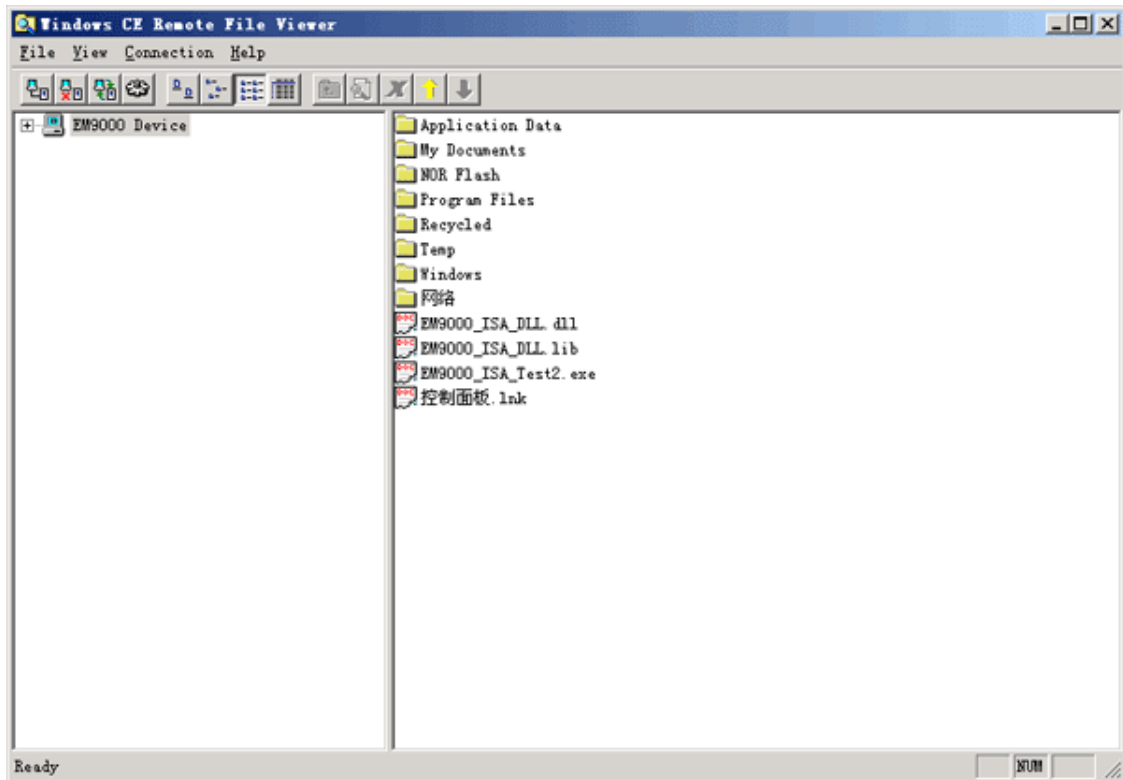 Windows CE Remote File Viewer
File View Connection Help
EM9000 Device
Application Data
My Documents
NOR Flash
Program Files
Recycled
Temp
Windows
网络
EM9000_ISA_DLL.dll
EM9000_ISA_DLL.lib
EM9000_ISA_Test2.exe
控制面板.lnk
Ready
NUM